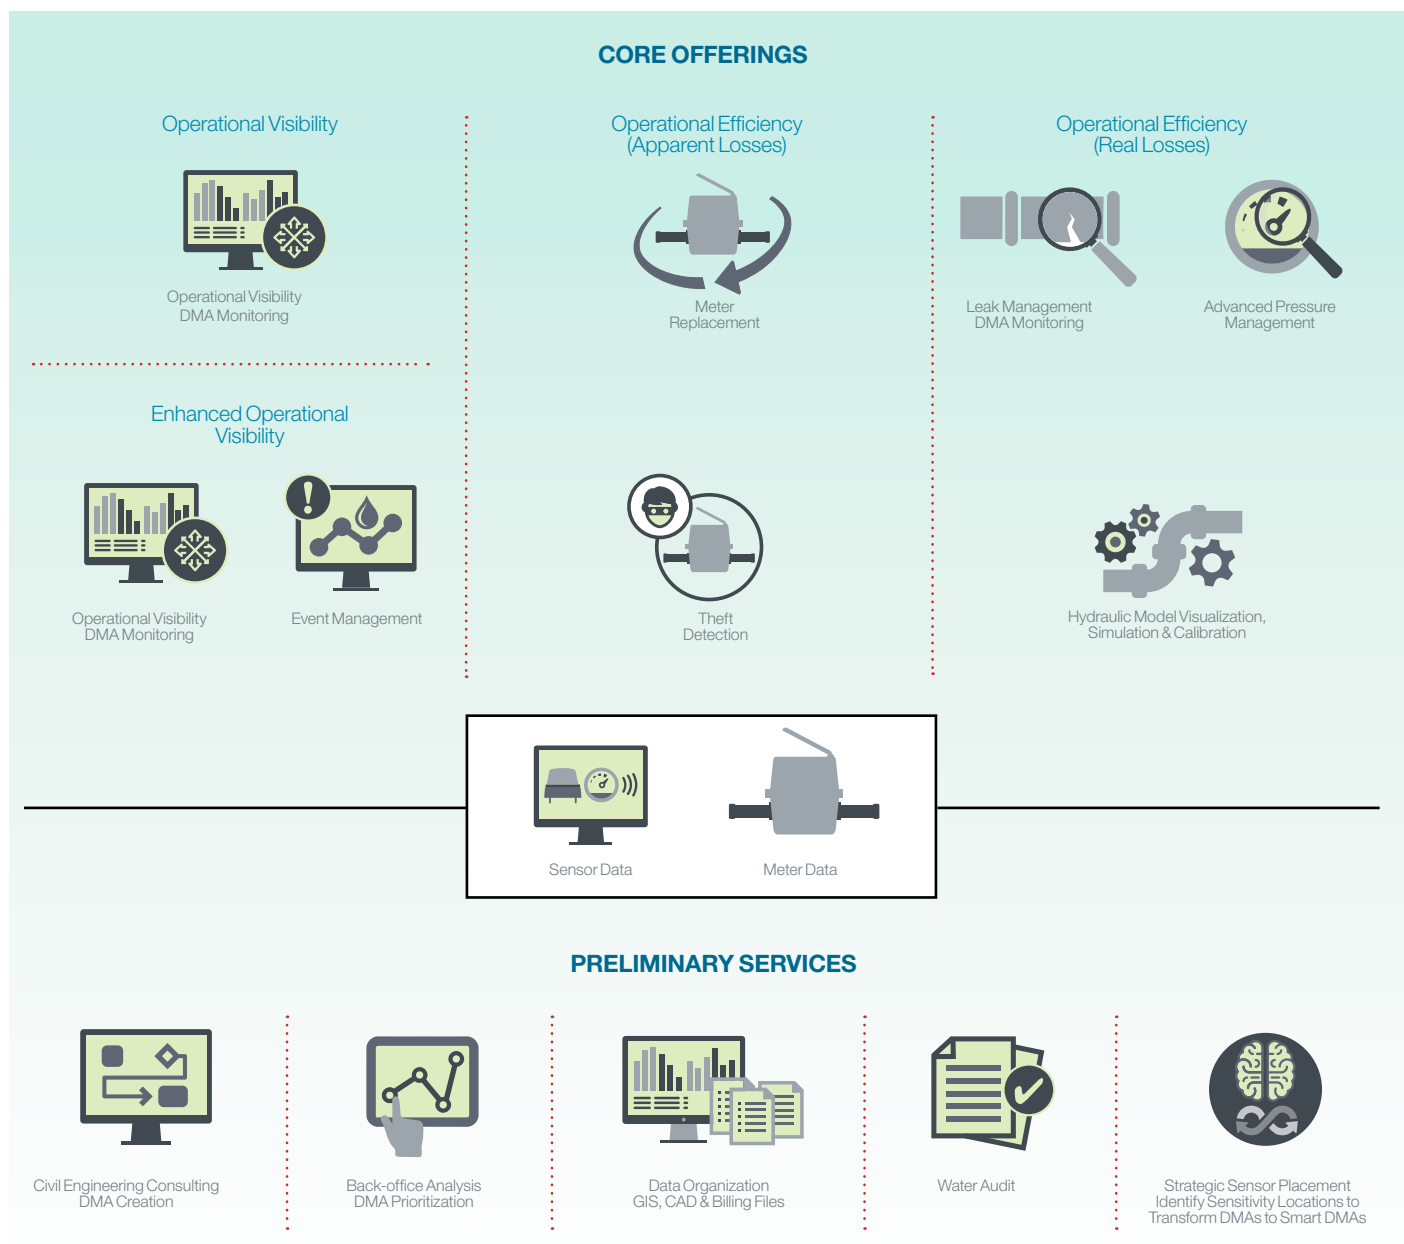 CORE OFFERINGS
Operational Visibility
Operational Visibility
DMA Monitoring
Enhanced Operational
Visibility
Operational Visibility
DMA Monitoring
Event Management
Operational Efficiency
(Apparent Losses)
Meter
Replacement
Theft
Detection
Operational Efficiency
(Real Losses)
Leak Management
DMA Monitoring
Advanced Pressure
Management
Hydraulic Model Visualization,
Simulation & Calibration
Sensor Data
Meter Data
PRELIMINARY SERVICES
Civil Engineering Consulting
DMA Creation
Back-office Analysis
DMA Prioritization
Data Organization
GIS, CAD & Billing Files
Water Audit
Strategic Sensor Placement
Identify Sensitivity Locations to
Transform DMAs to Smart DMAs